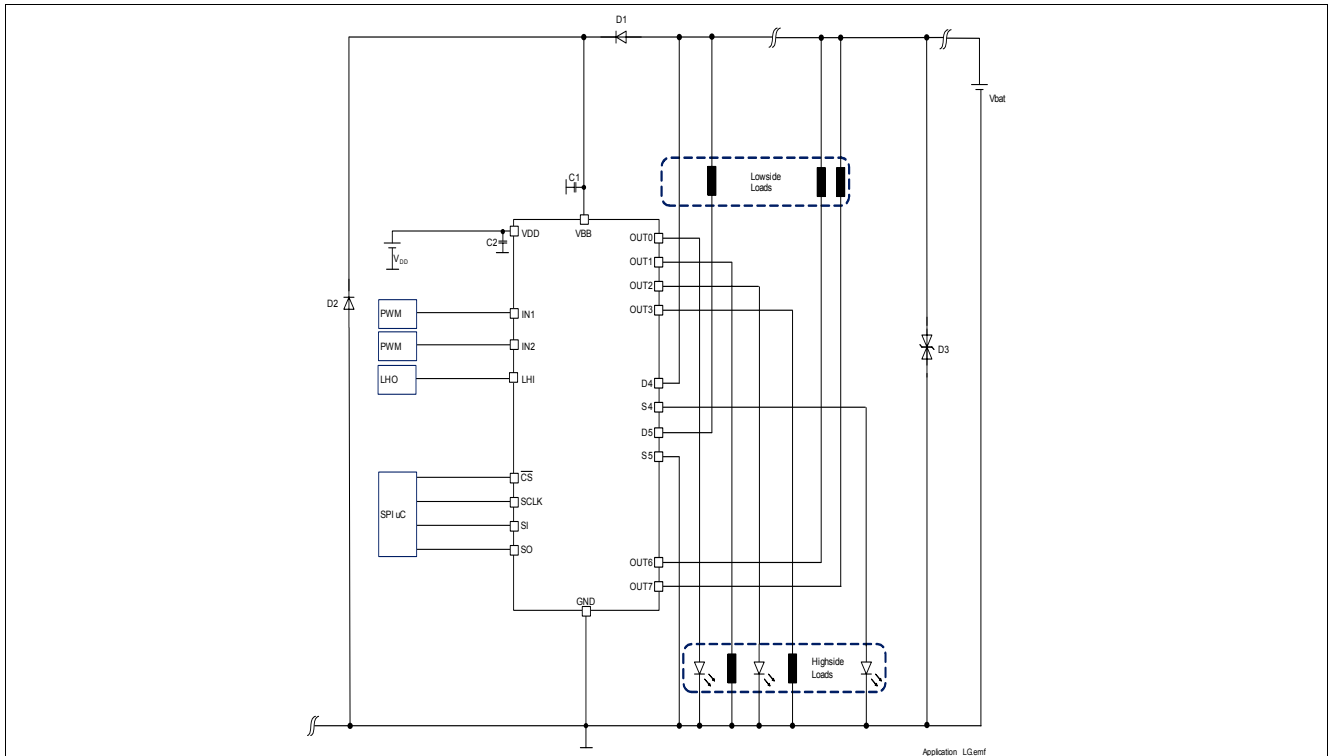 D1
Vbat
C1
Lowside
Loads
VDD
VBB
C2
V_DD
OUT0
OUT1
OUT2
OUT3
D2
PWM
IN1
PWM
IN2
LHO
LHI
D3
D4
S4
D5
S5
CS
SCLK
SPI uC
SI
SO
OUT6
OUT7
GND
Highside
Loads
Application_LG.emf